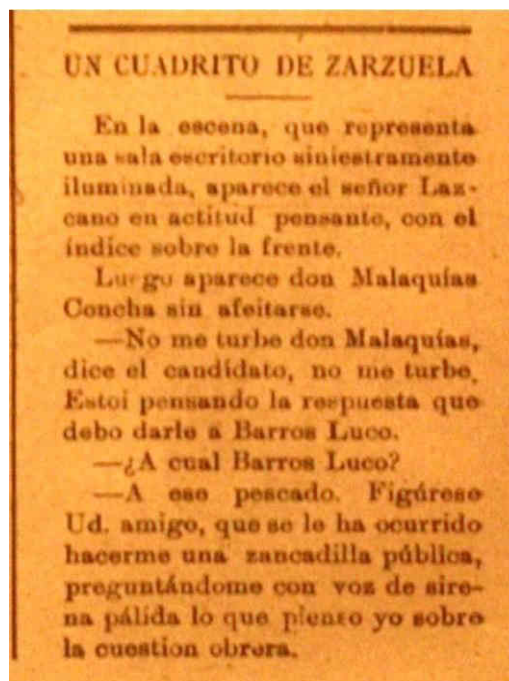 UN CUADRITO DE ZARZUELA
En la escena, que representa
una sala escritorio siniestramente
iluminada, aparece el señor Laz-
cano en actitud pensante, con el
índice sobre la frente.
Luego aparece don Malaquías
Concha sin afeitarse.
—No me turbe don Malaquías,
dice el candidato, no me turbe.
Estoi pensando la respuesta que
debo darle a Barros Luco.
—¿A cual Barros Luco?
—A ese pescado. Figúrese
Ud. amigo, que se le ha ocurrido
hacerme una zancadilla pública,
preguntándome con voz de sire-
na pálida lo que pienso yo sobre
la cuestion obrera.